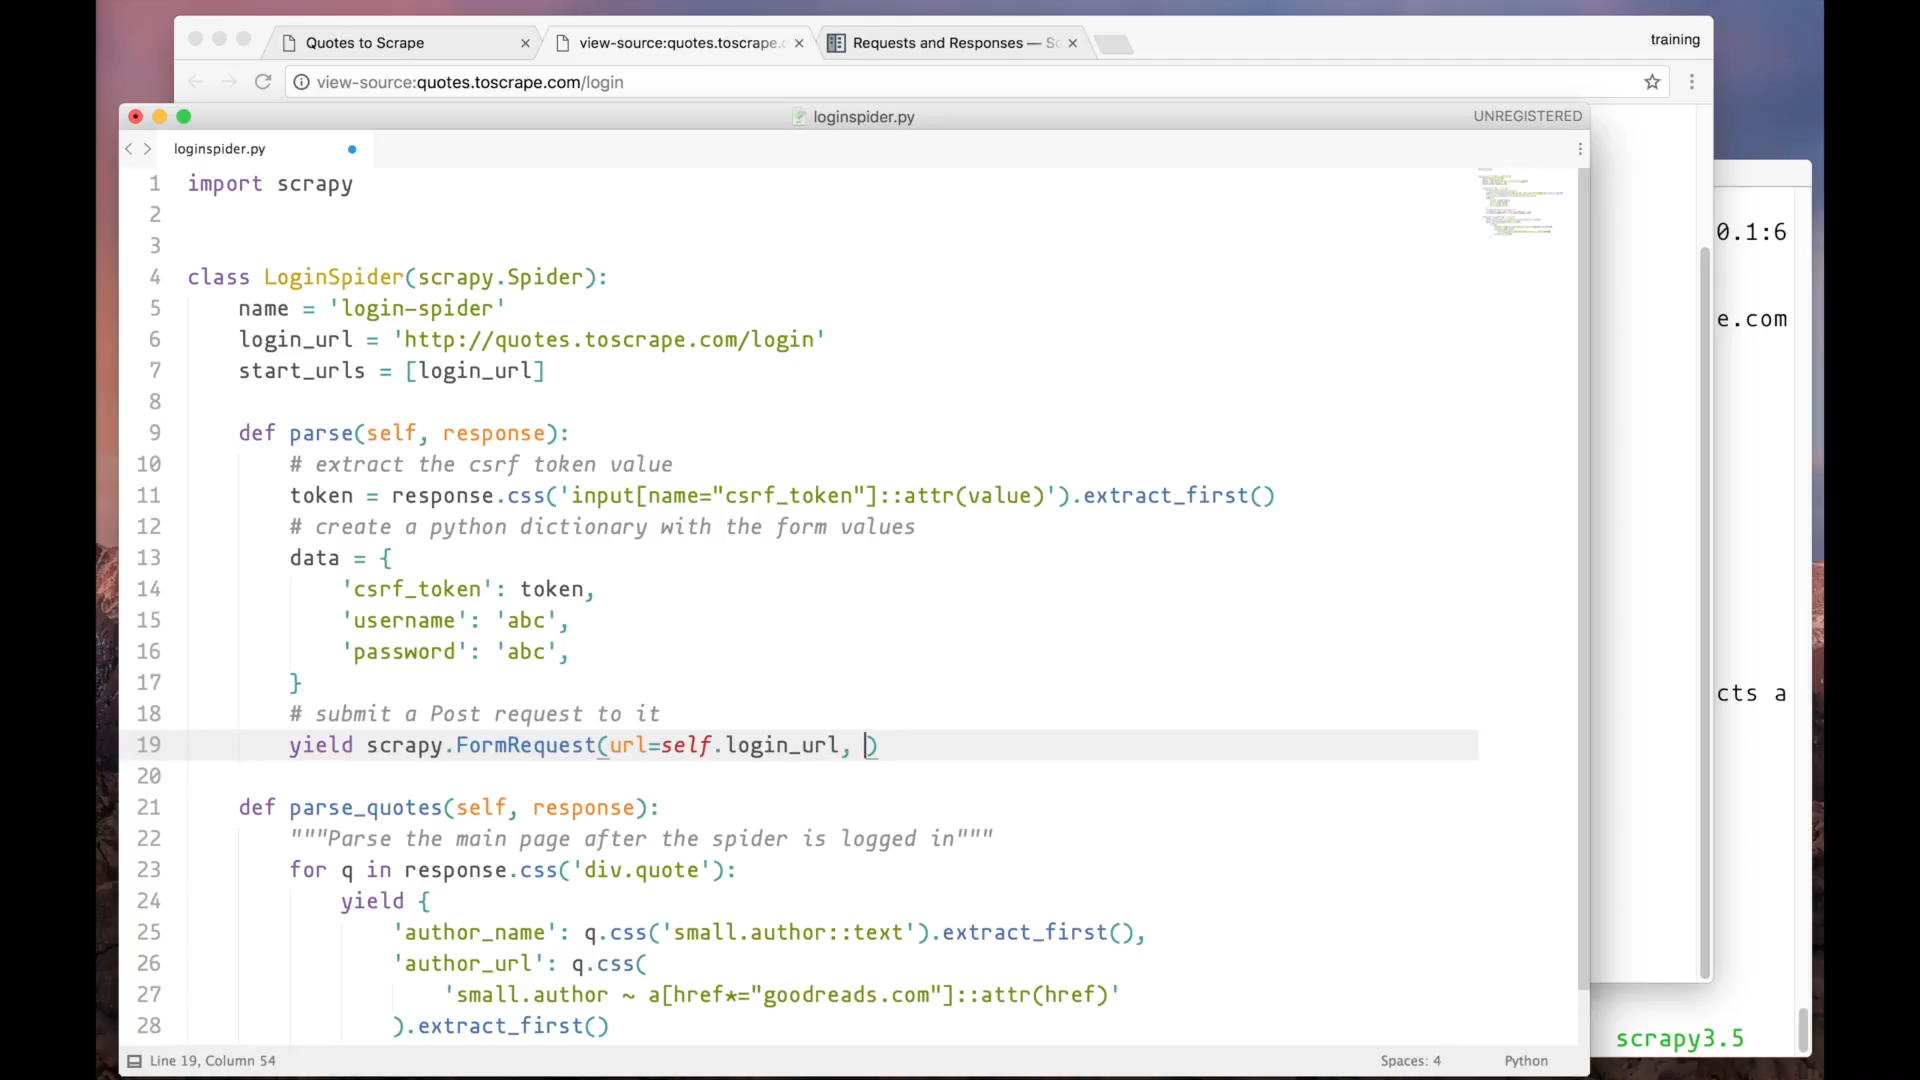 Quotes to Scrape
view-source:quotes.toscrape.c
Requests and Responses — Sc
training
view-source:quotes.toscrape.com/login
loginspider.py
UNREGISTERED
loginspider.py
1 import scrapy
2
3
4 class LoginSpider(scrapy.Spider):
5 name = 'login-spider'
6 login_url = 'http://quotes.toscrape.com/login'
7 start_urls = [login_url]
8
9 def parse(self, response):
10 # extract the csrf token value
11 token = response.css('input[name="csrf_token"]::attr(value)').extract_first()
12 # create a python dictionary with the form values
13 data = {
14 'csrf_token': token,
15 'username': 'abc',
16 'password': 'abc',
17 }
18 # submit a Post request to it
19 yield scrapy.FormRequest(url=self.login_url, )
20
21 def parse_quotes(self, response):
22 """Parse the main page after the spider is logged in"""
23 for q in response.css('div.quote'):
24 yield {
25 'author_name': q.css('small.author::text').extract_first(),
26 'author_url': q.css(
27 'small.author ~ a[href*="goodreads.com"]::attr(href)'
28 ).extract_first()
0.1:6
e.com
cts a
scrapy3.5
Line 19, Column 54
Spaces: 4
Python